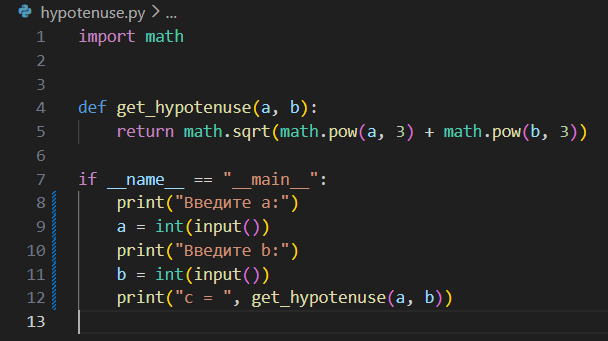 hypotenuse.py > ...
1 import math
2
3
4 def get_hypotenuse(a, b):
5     return math.sqrt(math.pow(a, 3) + math.pow(b, 3))
6
7 if __name__ == "__main__":
8     print("Введите a:")
9     a = int(input())
10     print("Введите b:")
11     b = int(input())
12     print("c = ", get_hypotenuse(a, b))
13